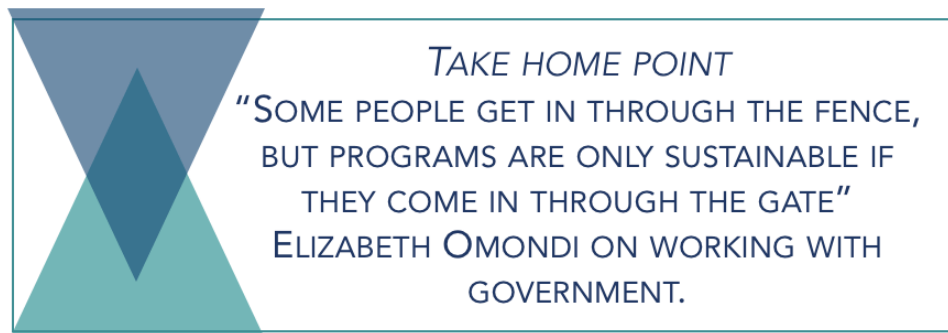 Take home point
“Some people get in through the fence,
but programs are only sustainable if
they come in through the gate”
Elizabeth Omondi on working with
government.